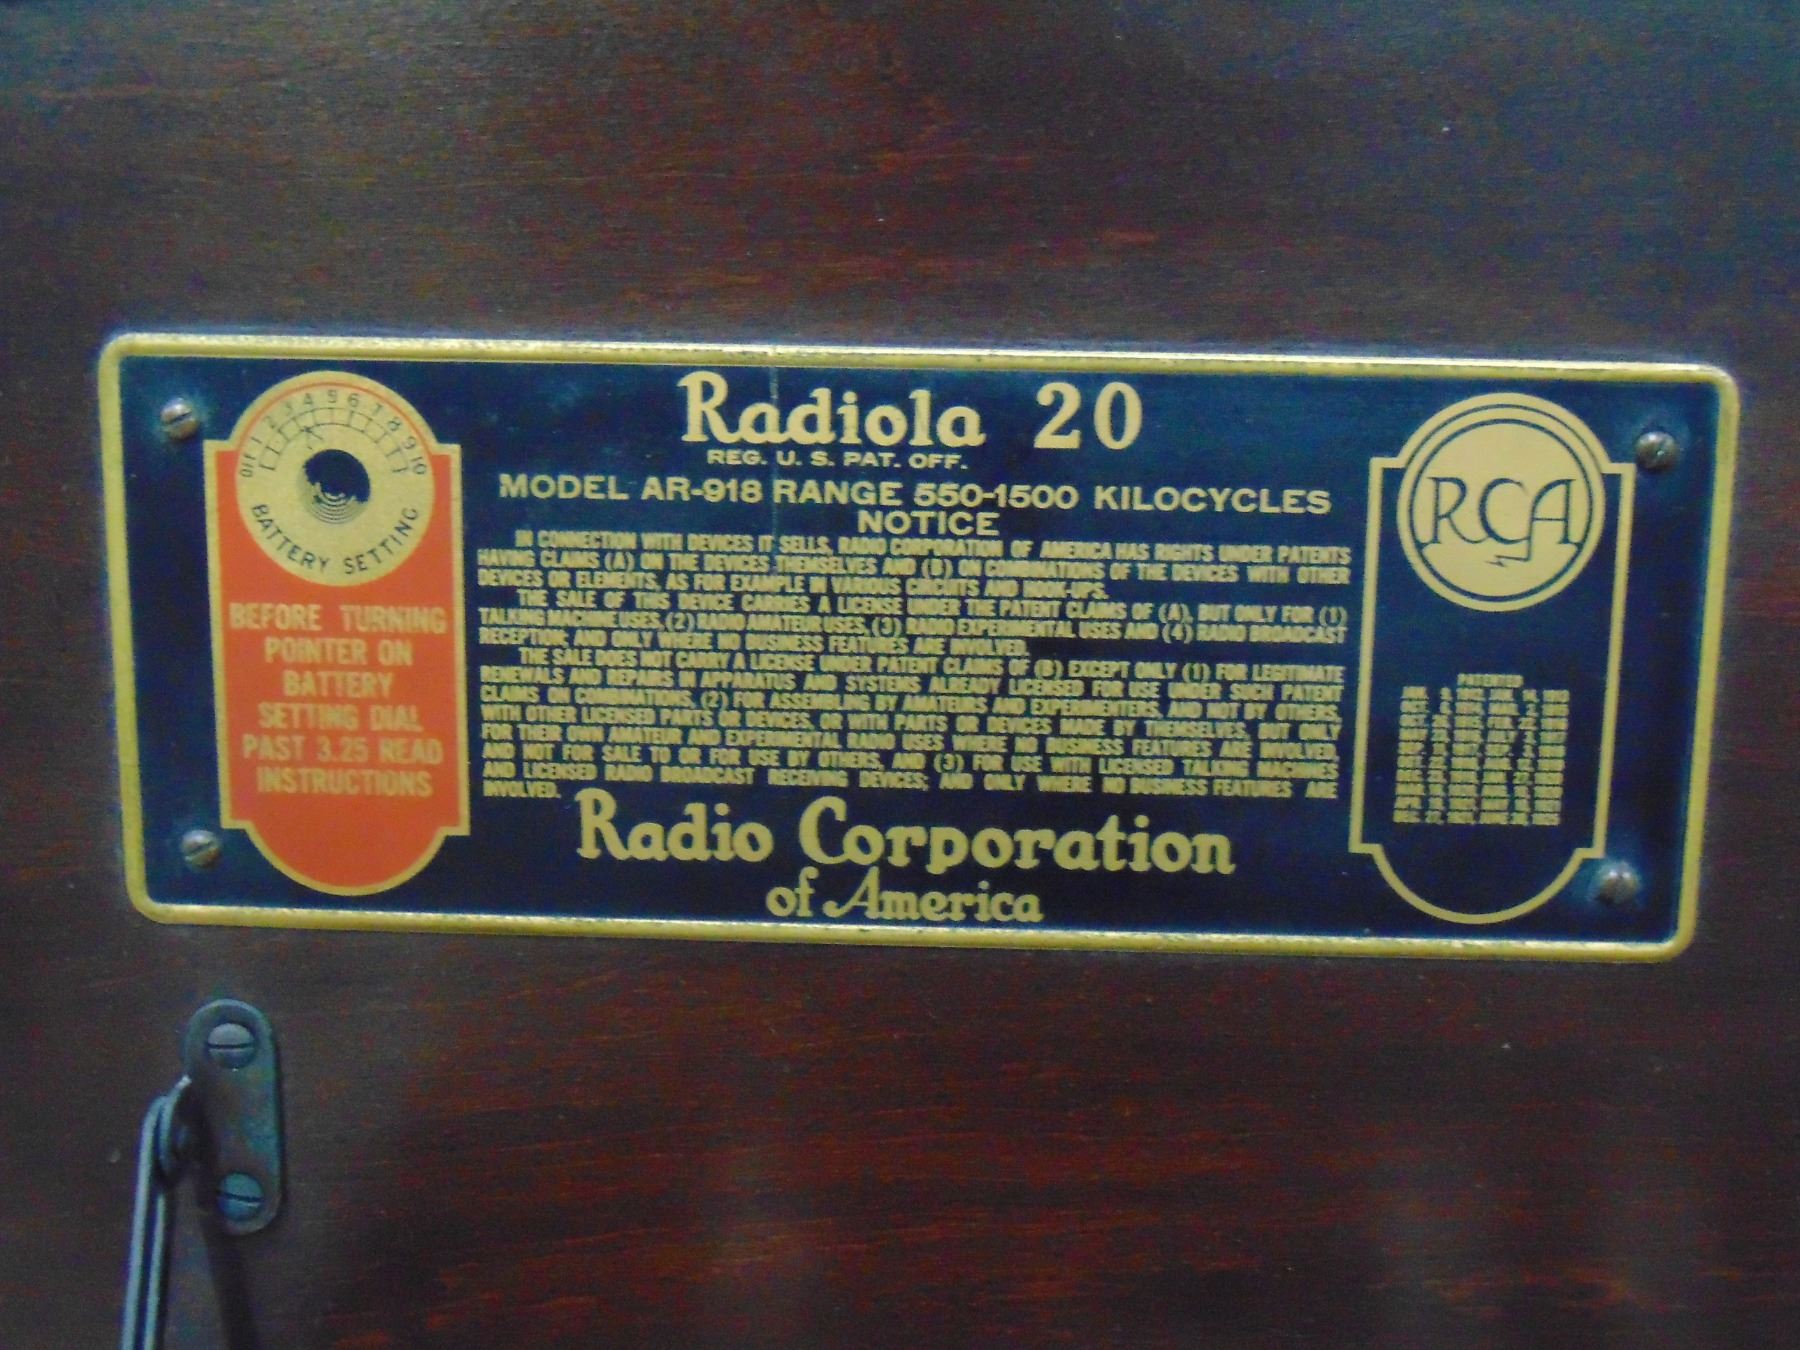 Radiola 20
REG. U. S. PAT. OFF.
MODEL AR-918 RANGE 550-1500 KILOCYCLES
NOTICE
IN CONNECTION WITH DEVICES IT SELLS, RADIO CORPORATION OF AMERICA HAS RIGHTS UNDER PATENTS
HAVING CLAIMS (A) ON THE DEVICES THEMSELVES AND (B) ON COMBINATIONS OF THE DEVICES WITH OTHER
DEVICES OR ELEMENTS, AS FOR EXAMPLE IN VARIOUS CIRCUITS AND HOOK-UPS.
THE SALE OF THIS DEVICE CARRIES A LICENSE UNDER THE PATENT CLAIMS OF (A), BUT ONLY FOR (1)
TALKING MACHINE USES, (2) RADIO AMATEUR USES, (3) RADIO EXPERIMENTAL USES AND (4) RADIO BROADCAST
RECEPTION; AND ONLY WHERE NO BUSINESS FEATURES ARE INVOLVED.
THE SALE DOES NOT CARRY A LICENSE UNDER PATENT CLAIMS OF (B) EXCEPT ONLY (1) FOR LEGITIMATE
RENEWALS AND REPAIRS IN APPARATUS AND SYSTEMS ALREADY LICENSED FOR USE UNDER SUCH PATENT
CLAIMS ON COMBINATIONS, (2) FOR ASSEMBLING BY AMATEURS AND EXPERIMENTERS, AND NOT BY OTHERS,
WITH OTHER LICENSED PARTS OR DEVICES, OR WITH PARTS OR DEVICES MADE BY THEMSELVES, BUT ONLY
FOR THEIR OWN AMATEUR AND EXPERIMENTAL RADIO USES WHERE NO BUSINESS FEATURES ARE INVOLVED,
AND NOT FOR SALE TO OR FOR USE BY OTHERS, AND (3) FOR USE WITH LICENSED TALKING MACHINES
AND LICENSED RADIO BROADCAST RECEIVING DEVICES; AND ONLY WHERE NO BUSINESS FEATURES ARE
INVOLVED.
Radio Corporation
of America
OFF 1 2 3 4 5 6 7 8 9 10
BATTERY SETTING
BEFORE TURNING
POINTER ON
BATTERY
SETTING DIAL
PAST 3.25 READ
INSTRUCTIONS
RCA
PATENTED